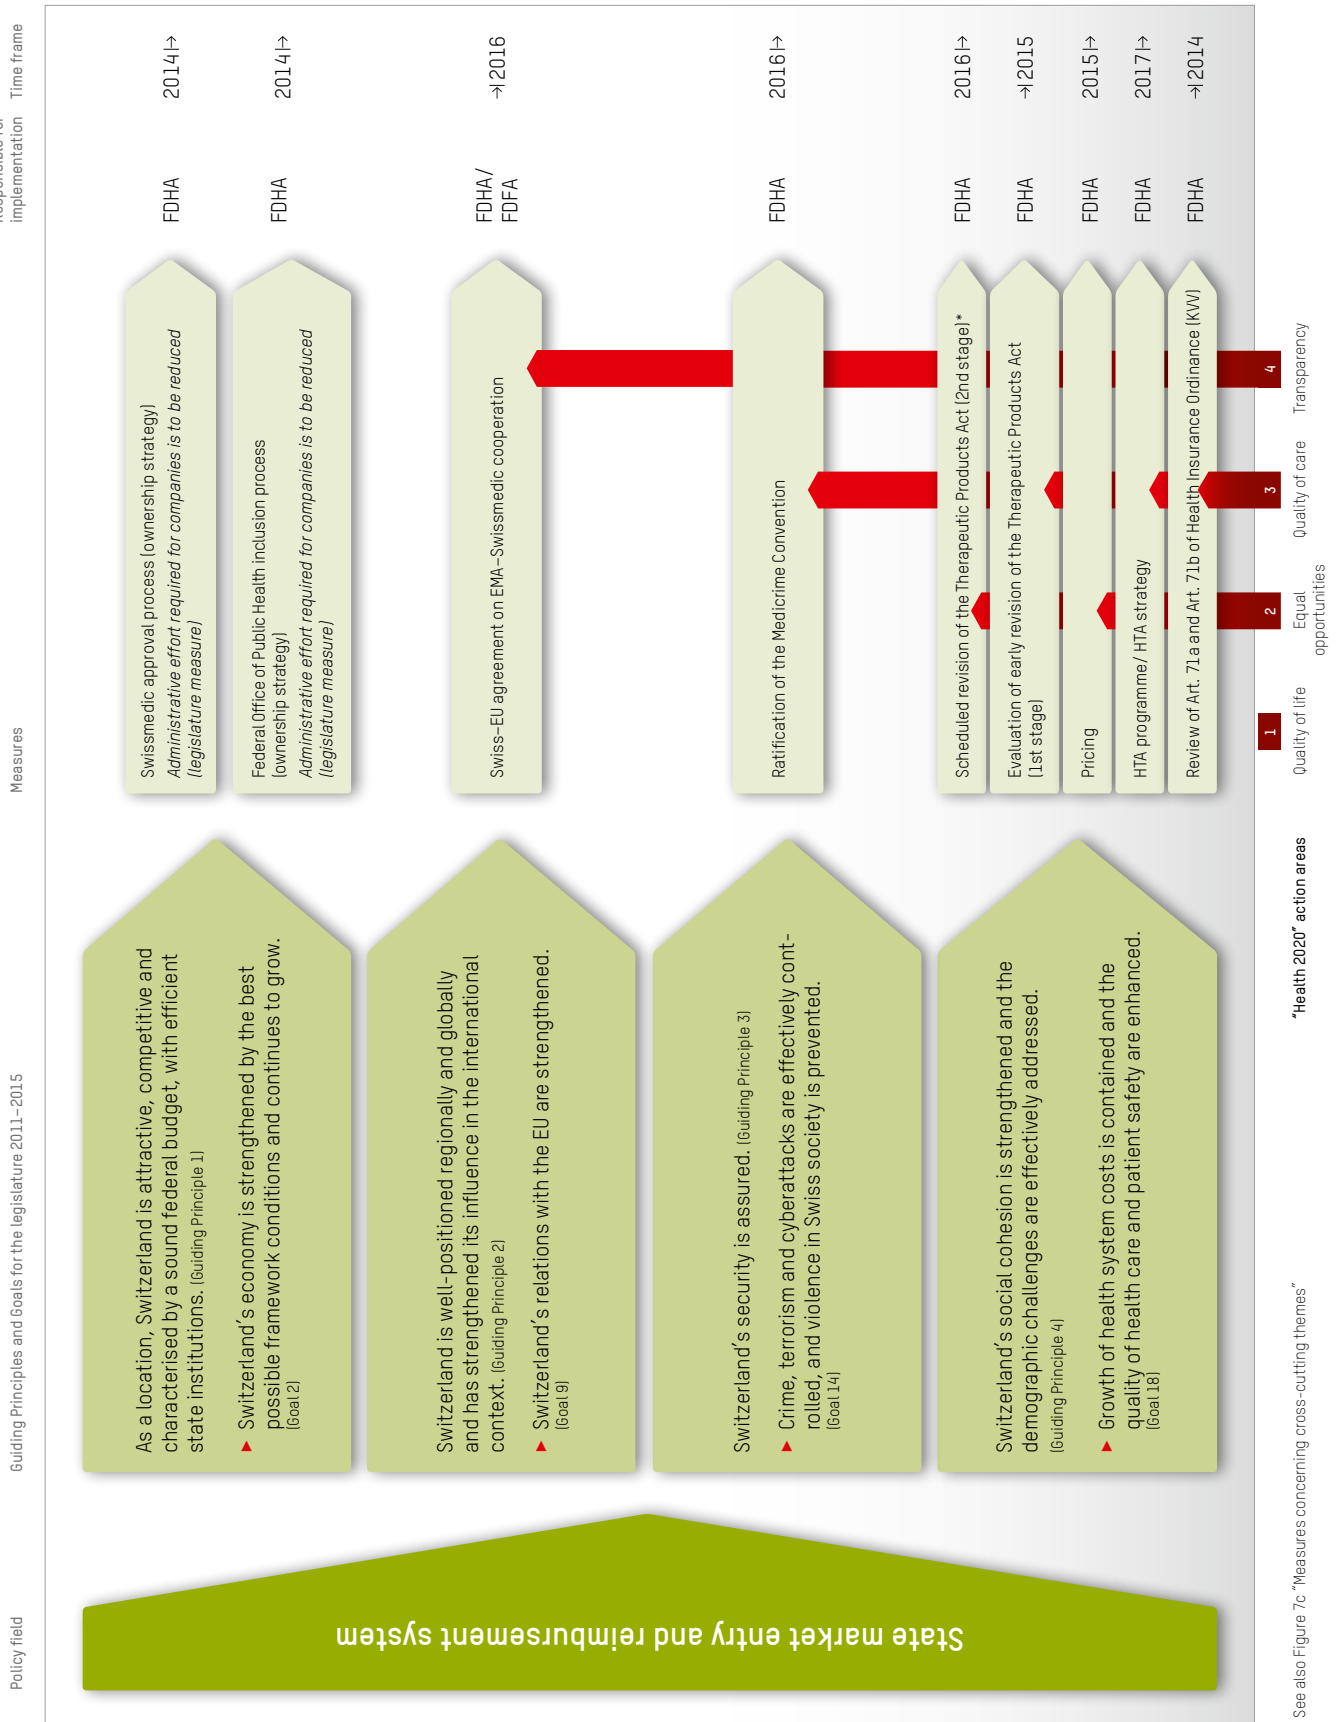 Policy field
Guiding Principles and Goals for the legislature 2011–2015
Measures
implementation
Time frame
State market entry and reimbursement system
As a location, Switzerland is attractive, competitive and
characterised by a sound federal budget, with efficient
state institutions. (Guiding Principle 1)
▶ Switzerland's economy is strengthened by the best
possible framework conditions and continues to grow.
(Goal 2)
Swissmedic approval process (ownership strategy)
Administrative effort required for companies is to be reduced
(legislature measure)
FDHA
2014|→
Federal Office of Public Health inclusion process
(ownership strategy)
Administrative effort required for companies is to be reduced
(legislature measure)
FDHA
2014|→
Switzerland is well-positioned regionally and globally
and has strengthened its influence in the international
context. (Guiding Principle 2)
▶ Switzerland's relations with the EU are strengthened.
(Goal 9)
Swiss–EU agreement on EMA–Swissmedic cooperation
FDHA/
FDFA
→|2016
Switzerland's security is assured. (Guiding Principle 3)
▶ Crime, terrorism and cyberattacks are effectively cont-
rolled, and violence in Swiss society is prevented.
(Goal 14)
Ratification of the Medicrime Convention
FDHA
2016|→
Switzerland's social cohesion is strengthened and the
demographic challenges are effectively addressed.
(Guiding Principle 4)
▶ Growth of health system costs is contained and the
quality of health care and patient safety are enhanced.
(Goal 18)
Scheduled revision of the Therapeutic Products Act (2nd stage)*
FDHA
2016|→
Evaluation of early revision of the Therapeutic Products Act
(1st stage)
FDHA
→|2015
Pricing
FDHA
2015|→
HTA programme/ HTA strategy
FDHA
2017|→
Review of Art. 71a and Art. 71b of Health Insurance Ordinance (KVV)
FDHA
→|2014
1
2
3
4
"Health 2020" action areas
Quality of life
Equal
opportunities
Quality of care
Transparency
See also Figure 7c "Measures concerning cross-cutting themes"